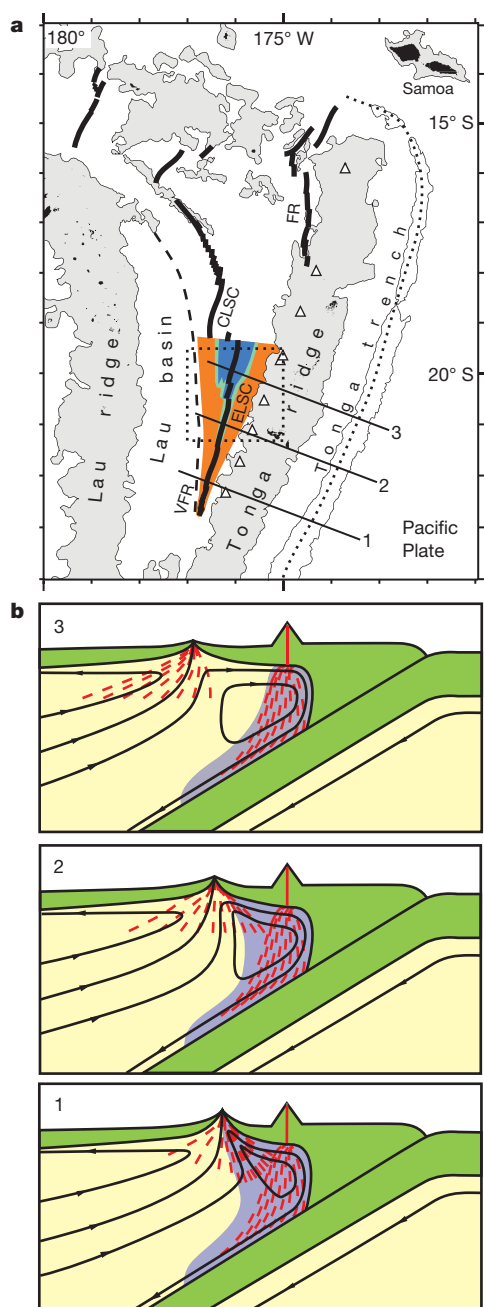 a
180°
175° W
Samoa
15° S
FR
CLSC
Lau ridge
Lau basin
20° S
ELSC
Tonga ridge
Tonga trench
3
2
VFR
1
Pacific
Plate
b
3
2
1